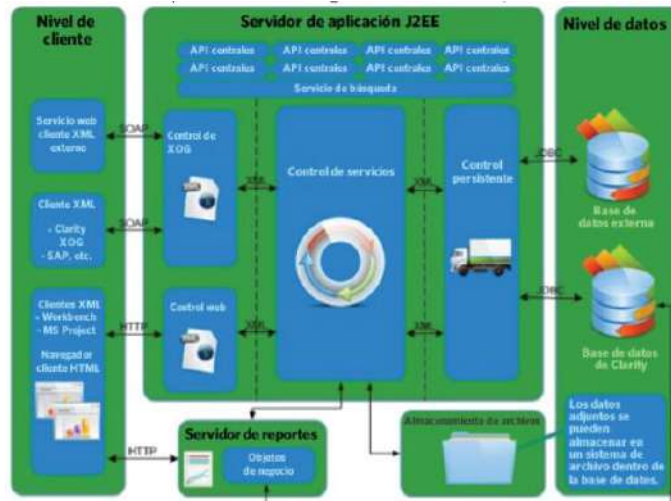 Nivel de
cliente
Servicio web
cliente XML
externo
Cliente XML
• Clarity
XOG
- SAP, etc.
Clientes XML
• Workbench
- MS Project
Navegador
cliente HTML
SOAP
SOAP
HTTP
HTTP
Servidor de aplicación J2EE
API centrales API centrales API centrales API centrales
API centrales API centrales API centrales API centrales
Servicio de búsqueda
Control de
XOG
XML
Control de servicios
XML
Control
persistente
Control web
XML
XML
Servidor de reportes
Objetos
de negocio
Almacenamiento de archivos
JDBC
JDBC
Nivel de datos
Base de
datos externa
Base de datos
de Clarity
Los datos
adjuntos se
pueden
almacenar en
un sistema de
archivo dentro de
la base de datos.